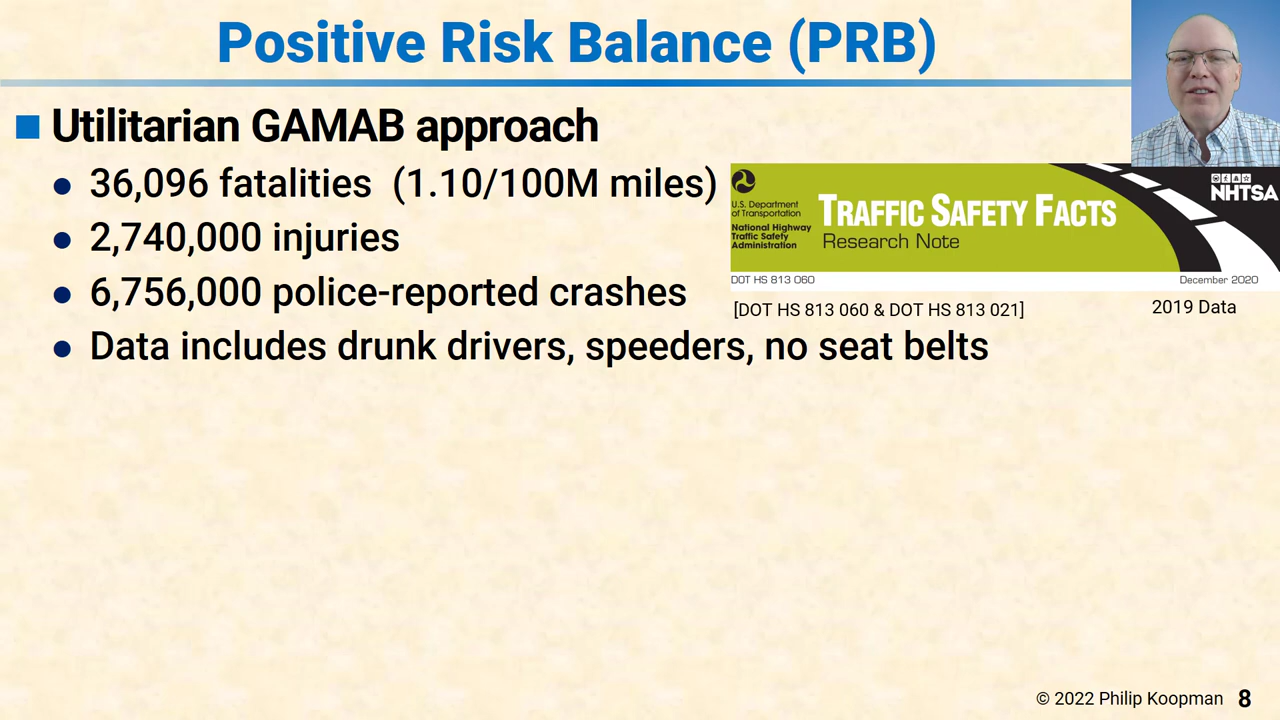 Positive Risk Balance (PRB)
Utilitarian GAMAB approach
36,096 fatalities (1.10/100M miles)
2,740,000 injuries
6,756,000 police-reported crashes
Data includes drunk drivers, speeders, no seat belts
U.S. Department
of Transportation
National Highway
Traffic Safety
Administration
TRAFFIC SAFETY FACTS
Research Note
NHTSA
DOT HS 813 060
December 2020
[DOT HS 813 060 & DOT HS 813 021]
2019 Data
© 2022 Philip Koopman 8